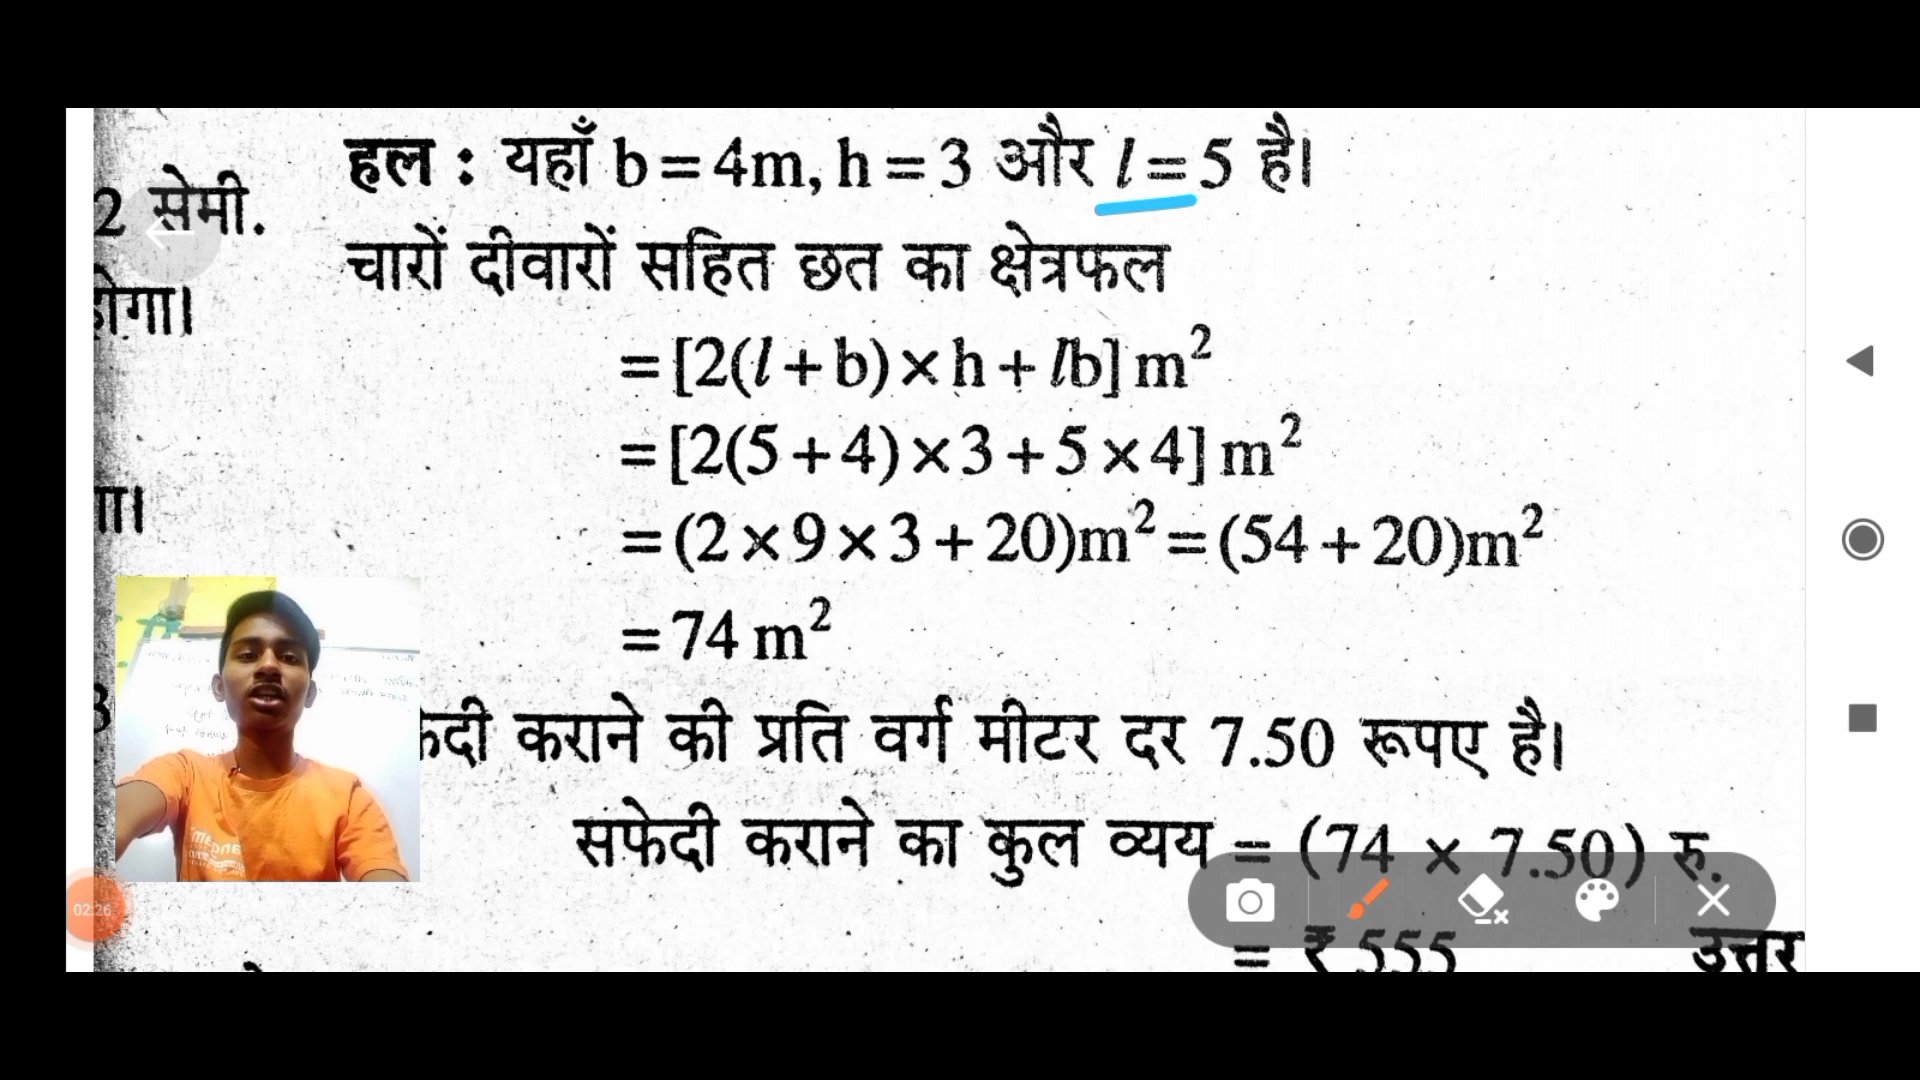 हल : यहाँ b = 4m, h = 3 और l = 5 है।
2 सेमी.
चारों दीवारों सहित छत का क्षेत्रफल
होगा।
= [2(l + b) × h + lb] m²
= [2(5 + 4) × 3 + 5 × 4] m²
= (2 × 9 × 3 + 20)m² = (54 + 20)m²
= 74 m²
कराने की प्रति वर्ग मीटर दर 7.50 रूपए है।
सफेदी कराने का कुल व्यय = (74 × 7.50) रु.
02:26
= ₹ 555 उत्तर